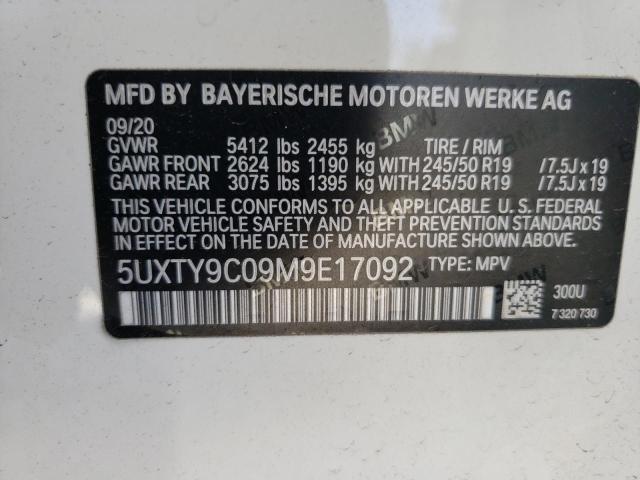 MFD BY BAYERISCHE MOTOREN WERKE AG
09/20
GVWR 5412 lbs 2455 kg TIRE / RIM
GAWR FRONT 2624 lbs 1190 kg WITH 245/50 R19 /7.5J x 19
GAWR REAR 3075 lbs 1395 kg WITH 245/50 R19 /7.5J x 19
THIS VEHICLE CONFORMS TO ALL APPLICABLE U. S. FEDERAL
MOTOR VEHICLE SAFETY AND THEFT PREVENTION STANDARDS
IN EFFECT ON THE DATE OF MANUFACTURE SHOWN ABOVE.
5UXTY9C09M9E17092 TYPE: MPV
300U
7 320 730
BMW
BMW
BMW